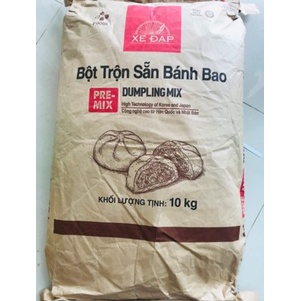 XE ĐẠP
Bột Trộn Sẵn Bánh Bao
PRE-MIX
DUMPLING MIX
High Technology of Korea and Japan
Công nghệ cao từ Hàn Quốc và Nhật Bản
KHỐI LƯỢNG TỊNH: 10 kg